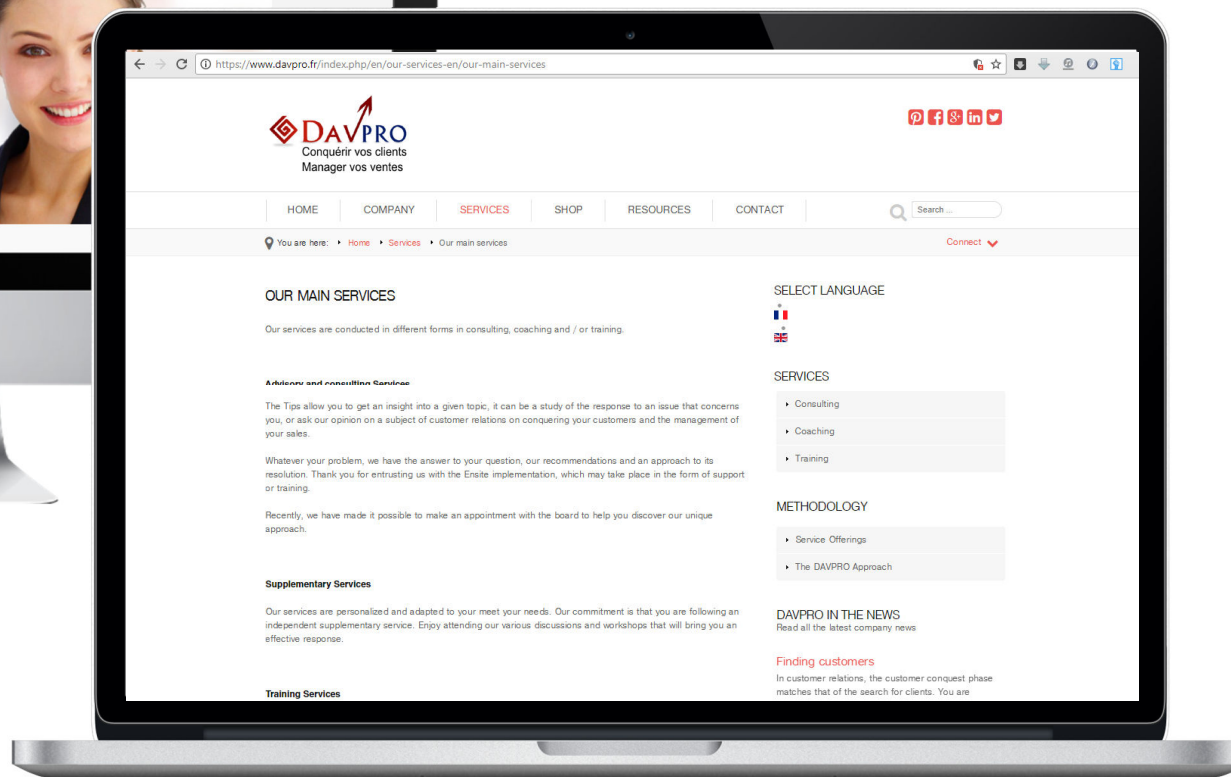 https://www.davpro.fr/index.php/en/our-services-en/our-main-services
DAVPRO
Conquérir vos clients
Manager vos ventes
HOME COMPANY SERVICES SHOP RESOURCES CONTACT Search ...
You are here: Home Services Our main services Connect
OUR MAIN SERVICES
Our services are conducted in different forms in consulting, coaching and / or training.
Advisory and consulting Services
The Tips allow you to get an insight into a given topic, it can be a study of the response to an issue that concerns
you, or ask our opinion on a subject of customer relations on conquering your customers and the management of
your sales.
Whatever your problem, we have the answer to your question, our recommendations and an approach to its
resolution. Thank you for entrusting us with the Ensite implementation, which may take place in the form of support
or training.
Recently, we have made it possible to make an appointment with the board to help you discover our unique
approach.
Supplementary Services
Our services are personalized and adapted to your meet your needs. Our commitment is that you are following an
independent supplementary service. Enjoy attending our various discussions and workshops that will bring you an
effective response.
Training Services
SELECT LANGUAGE
SERVICES
Consulting
Coaching
Training
METHODOLOGY
Service Offerings
The DAVPRO Approach
DAVPRO IN THE NEWS
Read all the latest company news
Finding customers
In customer relations, the customer conquest phase
matches that of the search for clients. You are